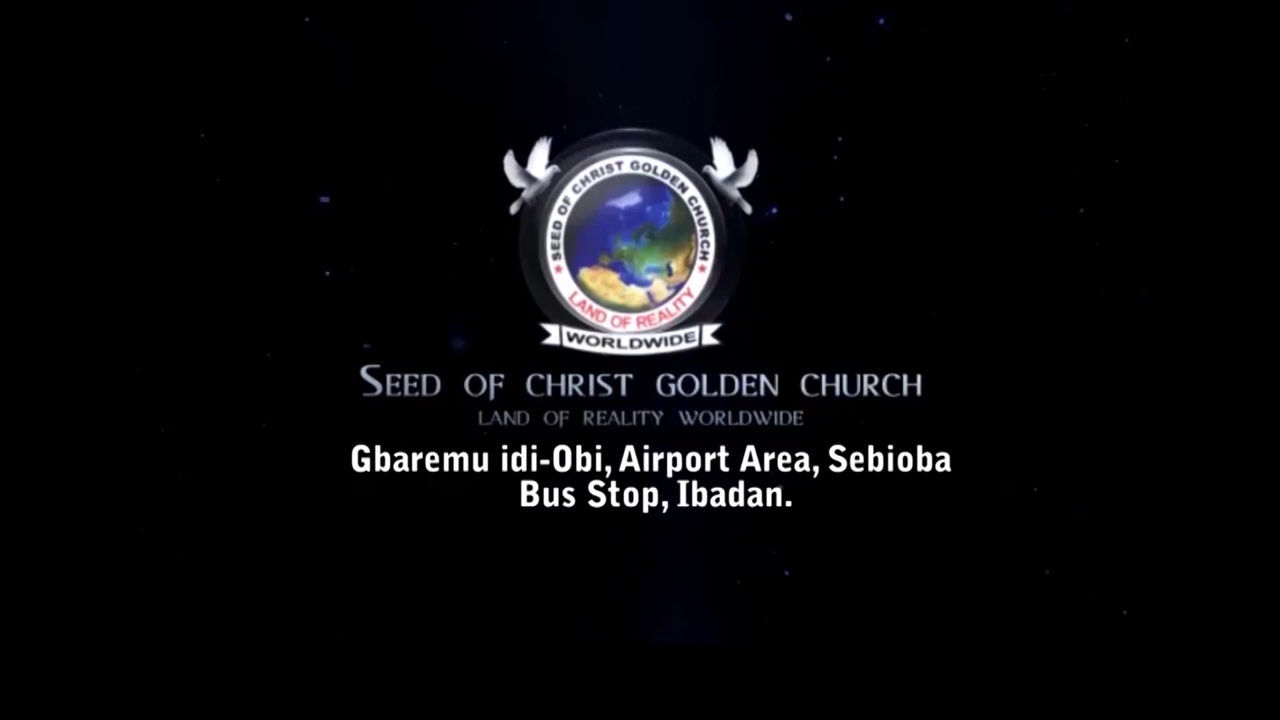 SEED OF CHRIST GOLDEN CHURCH
LAND OF REALITY
WORLDWIDE
SEED OF CHRIST GOLDEN CHURCH
LAND OF REALITY WORLDWIDE
Gbaremu idi-Obi, Airport Area, Sebioba
Bus Stop, Ibadan.